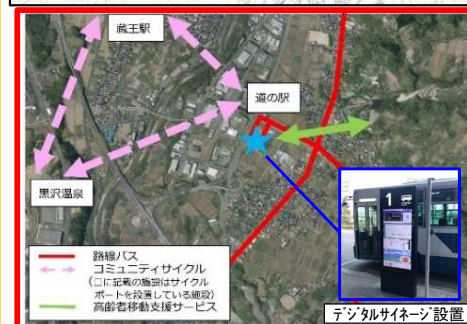 蔵王駅
道の駅
黒沢温泉
路線バス
コミュニティサイクル
(□に記載の施設はサイクル
ポートを設置している施設)
高齢者移動支援サービス
1
デジタルサイネージ設置